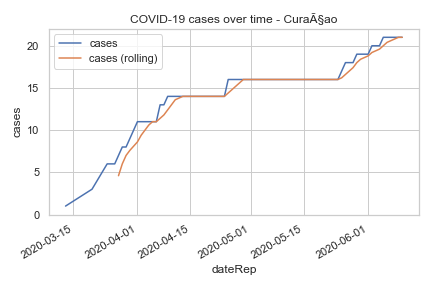 COVID-19 cases over time - CuraÃ§ao
cases
cases (rolling)
20
15
10
5
0
cases
2020-03-15
2020-04-01
2020-04-15
2020-05-01
2020-05-15
2020-06-01
dateRep